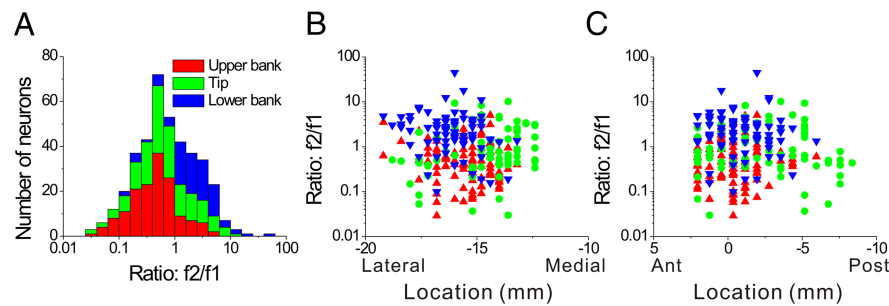 A
80
60
40
20
0
0.01
0.1
1
10
100
Number of neurons
Ratio: f2/f1
Upper bank
Tip
Lower bank
B
100
10
1
0.1
0.01
Ratio: f2/f1
-20
-15
-10
Lateral
Medial
Location (mm)
C
100
10
1
0.1
0.01
Ratio: f2/f1
5
0
-5
-10
Ant
Post
Location (mm)